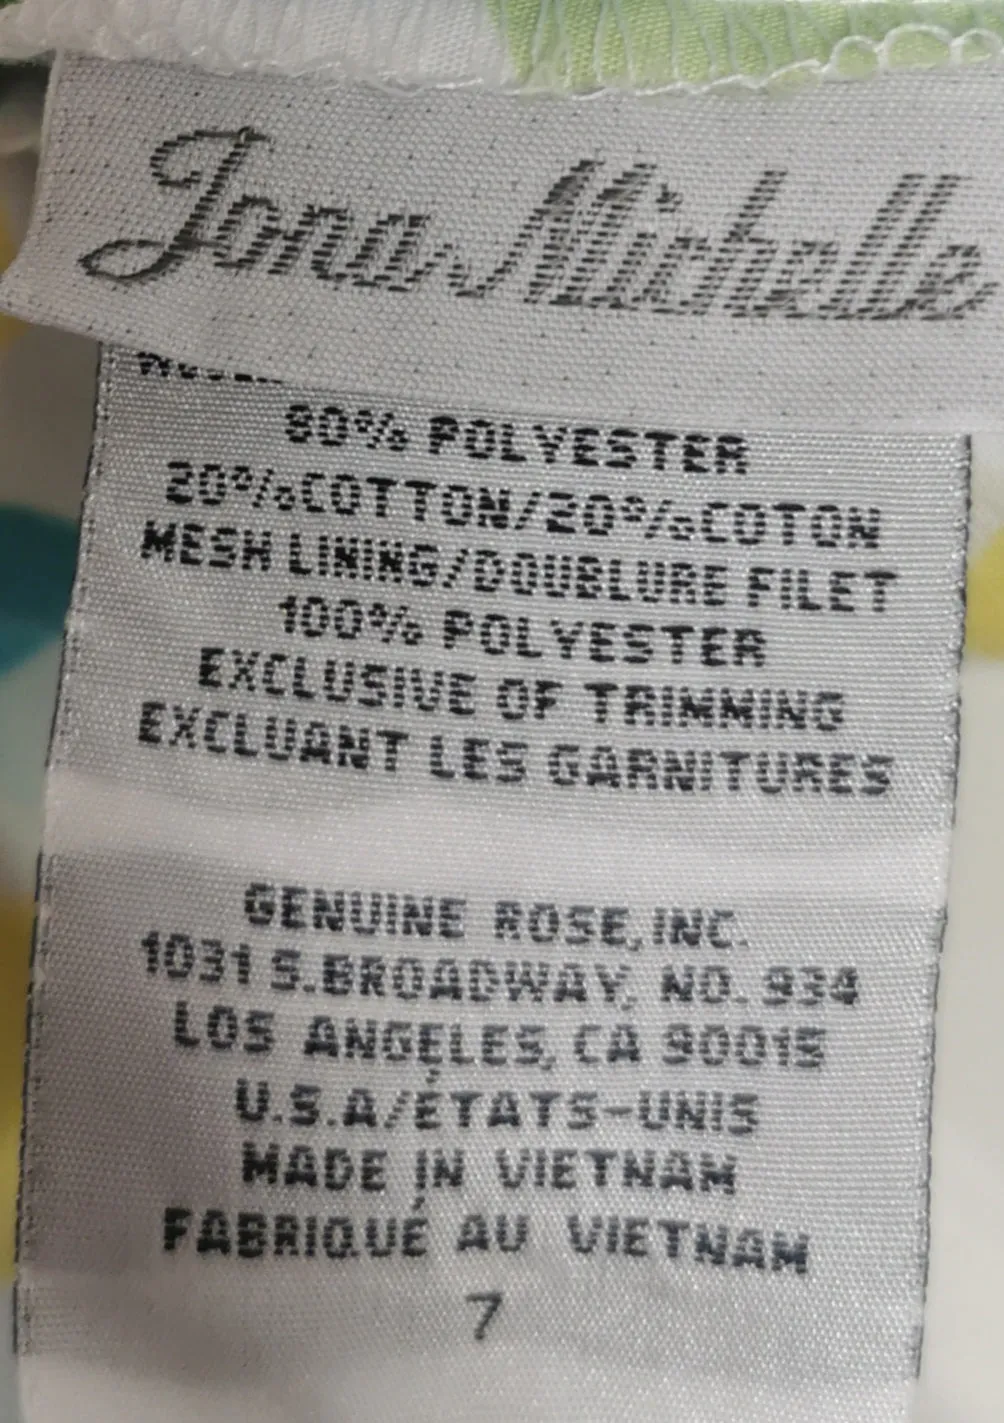 Jona Michelle
80% POLYESTER
20%COTTON/20%COTON
MESH LINING/DOUBLURE FILET
100% POLYESTER
EXCLUSIVE OF TRIMMING
EXCLUANT LES GARNITURES
GENUINE ROSE, INC.
1031 S.BROADWAY, NO. 934
LOS ANGELES, CA 90015
U.S.A/ÉTATS-UNIS
MADE IN VIETNAM
FABRIQUÉ AU VIETNAM
7